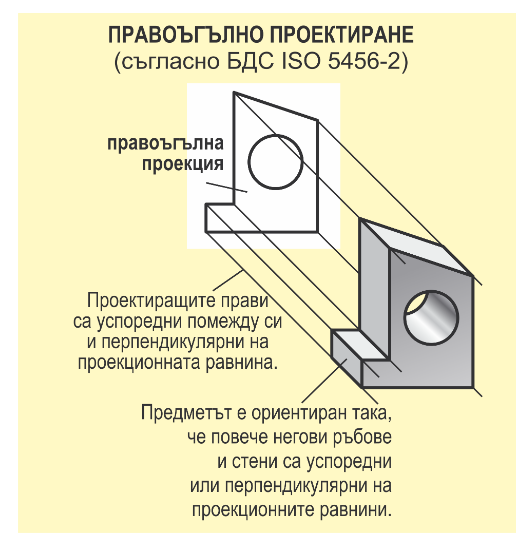 ПРАВОЪГЪЛНО ПРОЕКТИРАНЕ
(съгласно БДС ISO 5456-2)
правоъгълна
проекция
Проектиращите прави
са успоредни помежду си
и перпендикулярни на
проекционната равнина.
Предметът е ориентиран така,
че повече негови ръбове
и стени са успоредни
или перпендикулярни на
проекционните равнини.